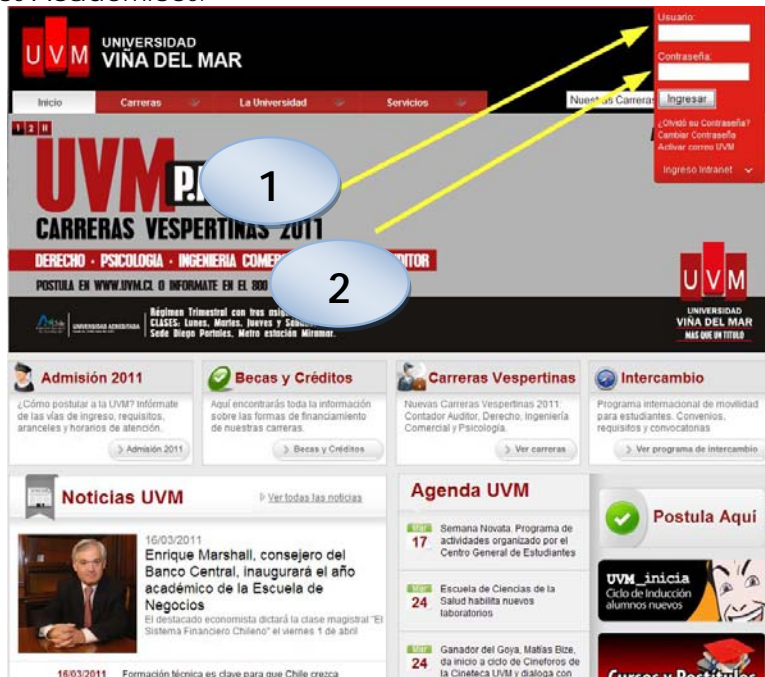 Usuario:
UVM UNIVERSIDAD
VIÑA DEL MAR
Contraseña:
Inicio Carreras La Universidad Servicios
Ingresar
¿Olvidó su Contraseña?
Cambiar Contraseña
Activar correo UVM
Ingreso Intranet
1 2 II
UVM
1
CARRERAS VESPERTINAS 2011
DERECHO - PSICOLOGIA -
2
POSTULA EN WWW.UVM.CL O INFORMATE EN EL 800
Régimen Trimestral con tres
CLASES: Lunes, Martes, Jueves y
Sede Diego Portales. Metro estación Miramar.
UNIVERSIDAD ACREDITADA
UVM
UNIVERSIDAD
VIÑA DEL MAR
MAS QUE UN TITULO
Admisión 2011
¿Cómo postular a la UVM? Infórmate
de las vías de ingreso, requisitos,
aranceles y horarios de atención.
Admisión 2011
Becas y Créditos
Aquí encontrarás toda la información
sobre las formas de financiamiento
de nuestras carreras.
Becas y Créditos
Carreras Vespertinas
Nuevas Carreras Vespertinas 2011:
Contador Auditor, Derecho, Ingeniería
Comercial y Psicología.
Ver carreras
Intercambio
Programa internacional de movilidad
para estudiantes. Convenios,
requisitos y convocatorias
Ver programa de intercambio
Noticias UVM
Ver todas las noticias
16/03/2011
Enrique Marshall, consejero del
Banco Central, inaugurará el año
académico de la Escuela de
Negocios
El destacado economista dictará la clase magistral "El
Sistema Financiero Chileno" el viernes 1 de abril
16/03/2011 Formación técnica es clave para que Chile crezca
Agenda UVM
Mar
17
Semana Novata. Programa de
actividades organizado por el
Centro General de Estudiantes
Mar
24
Escuela de Ciencias de la
Salud habilita nuevos
laboratorios
Mar
24
Ganador del Goya, Matías Bize,
da inicio a ciclo de Cineforos de
la Cineteca UVM y dialoga con
Postula Aquí
UVM_inicia
Ciclo de Inducción
alumnos nuevos
Cursos y Postítulos